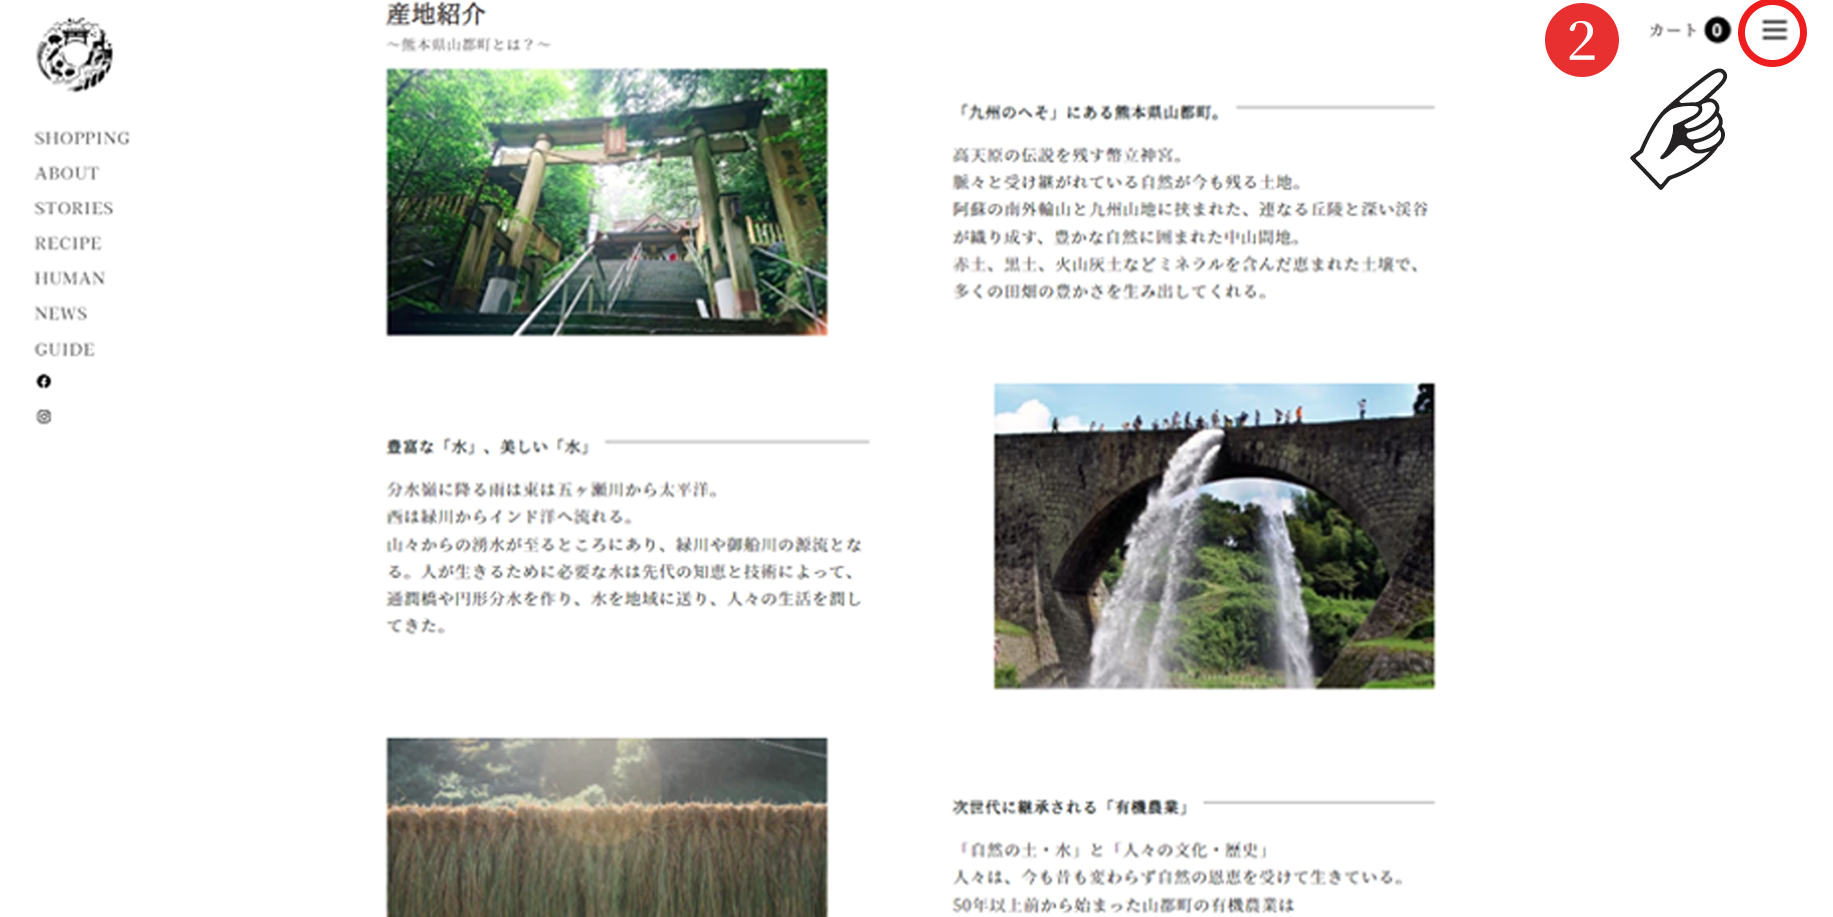 SHOPPING
ABOUT
STORIES
RECIPE
HUMAN
NEWS
GUIDE
産地紹介
〜熊本県山都町とは？〜
2
カート 0
「九州のへそ」にある熊本県山都町。
高天原の伝説を残す幣立神宮。
脈々と受け継がれている自然が今も残る土地。
阿蘇の南外輪山と九州山地に挟まれた、連なる丘陵と深い渓谷
が織り成す、豊かな自然に囲まれた中山間地。
赤土、黒土、火山灰土などミネラルを含んだ恵まれた土壌で、
多くの田畑の豊かさを生み出してくれる。
豊富な「水」、美しい「水」
分水嶺に降る雨は東は五ヶ瀬川から太平洋。
西は緑川からインド洋へ流れる。
山々からの湧水が至るところにあり、緑川や御船川の源流とな
る。人が生きるために必要な水は先代の知恵と技術によって、
通潤橋や円形分水を作り、水を地域に送り、人々の生活を潤し
てきた。
次世代に継承される「有機農業」
「自然の土・水」と「人々の文化・歴史」
人々は、今も昔も変わらず自然の恩恵を受けて生きている。
50年以上前から始まった山都町の有機農業は